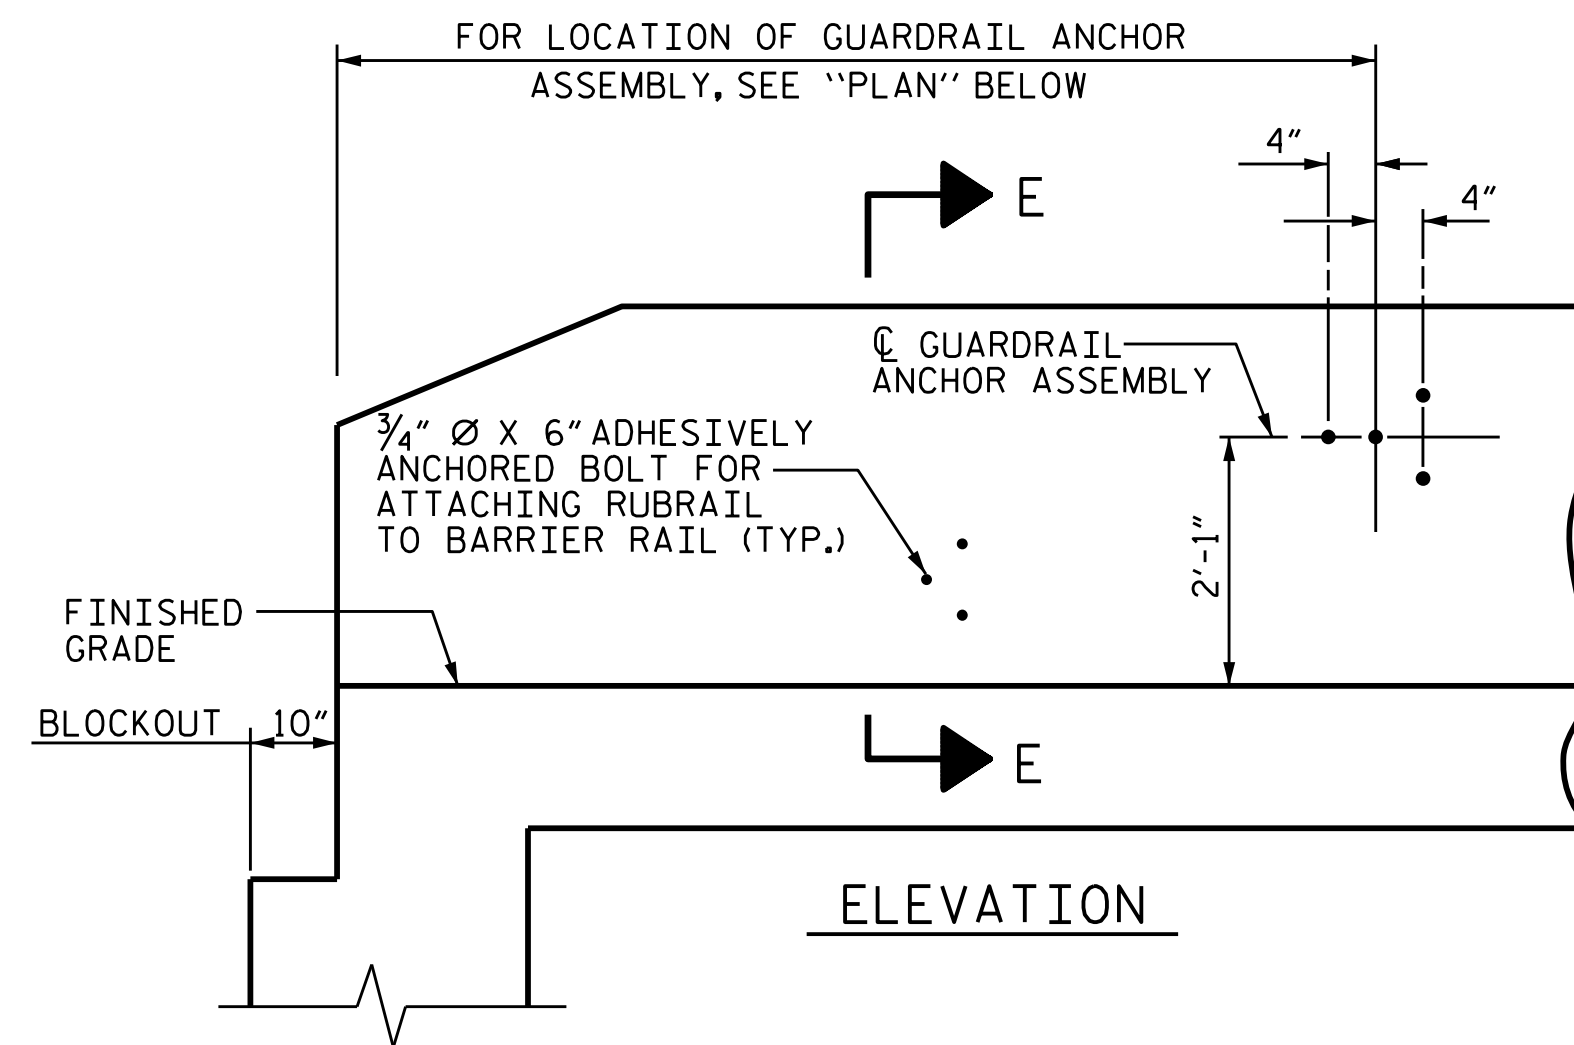 FOR LOCATION OF GUARDRAIL ANCHOR
ASSEMBLY, SEE "PLAN" BELOW
4"
4"
E
℄ GUARDRAIL
ANCHOR ASSEMBLY
3/4" Ø X 6" ADHESIVELY
ANCHORED BOLT FOR
ATTACHING RUBRAIL
TO BARRIER RAIL (TYP.)
2'-1"
FINISHED
GRADE
BLOCKOUT 10"
E
ELEVATION